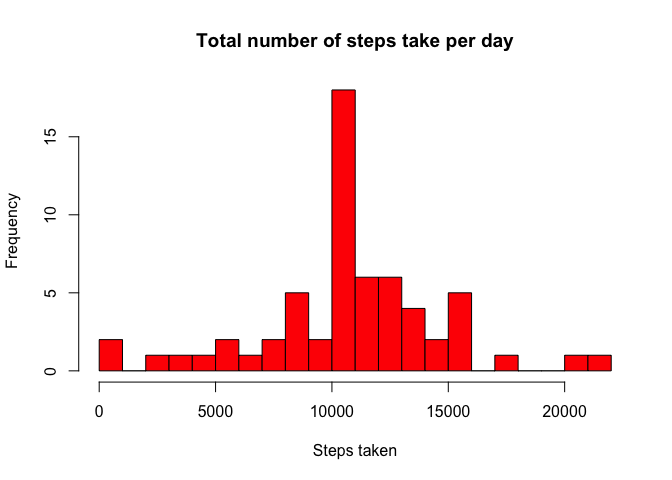 Total number of steps take per day
Frequency
15
10
5
0
0 5000 10000 15000 20000
Steps taken